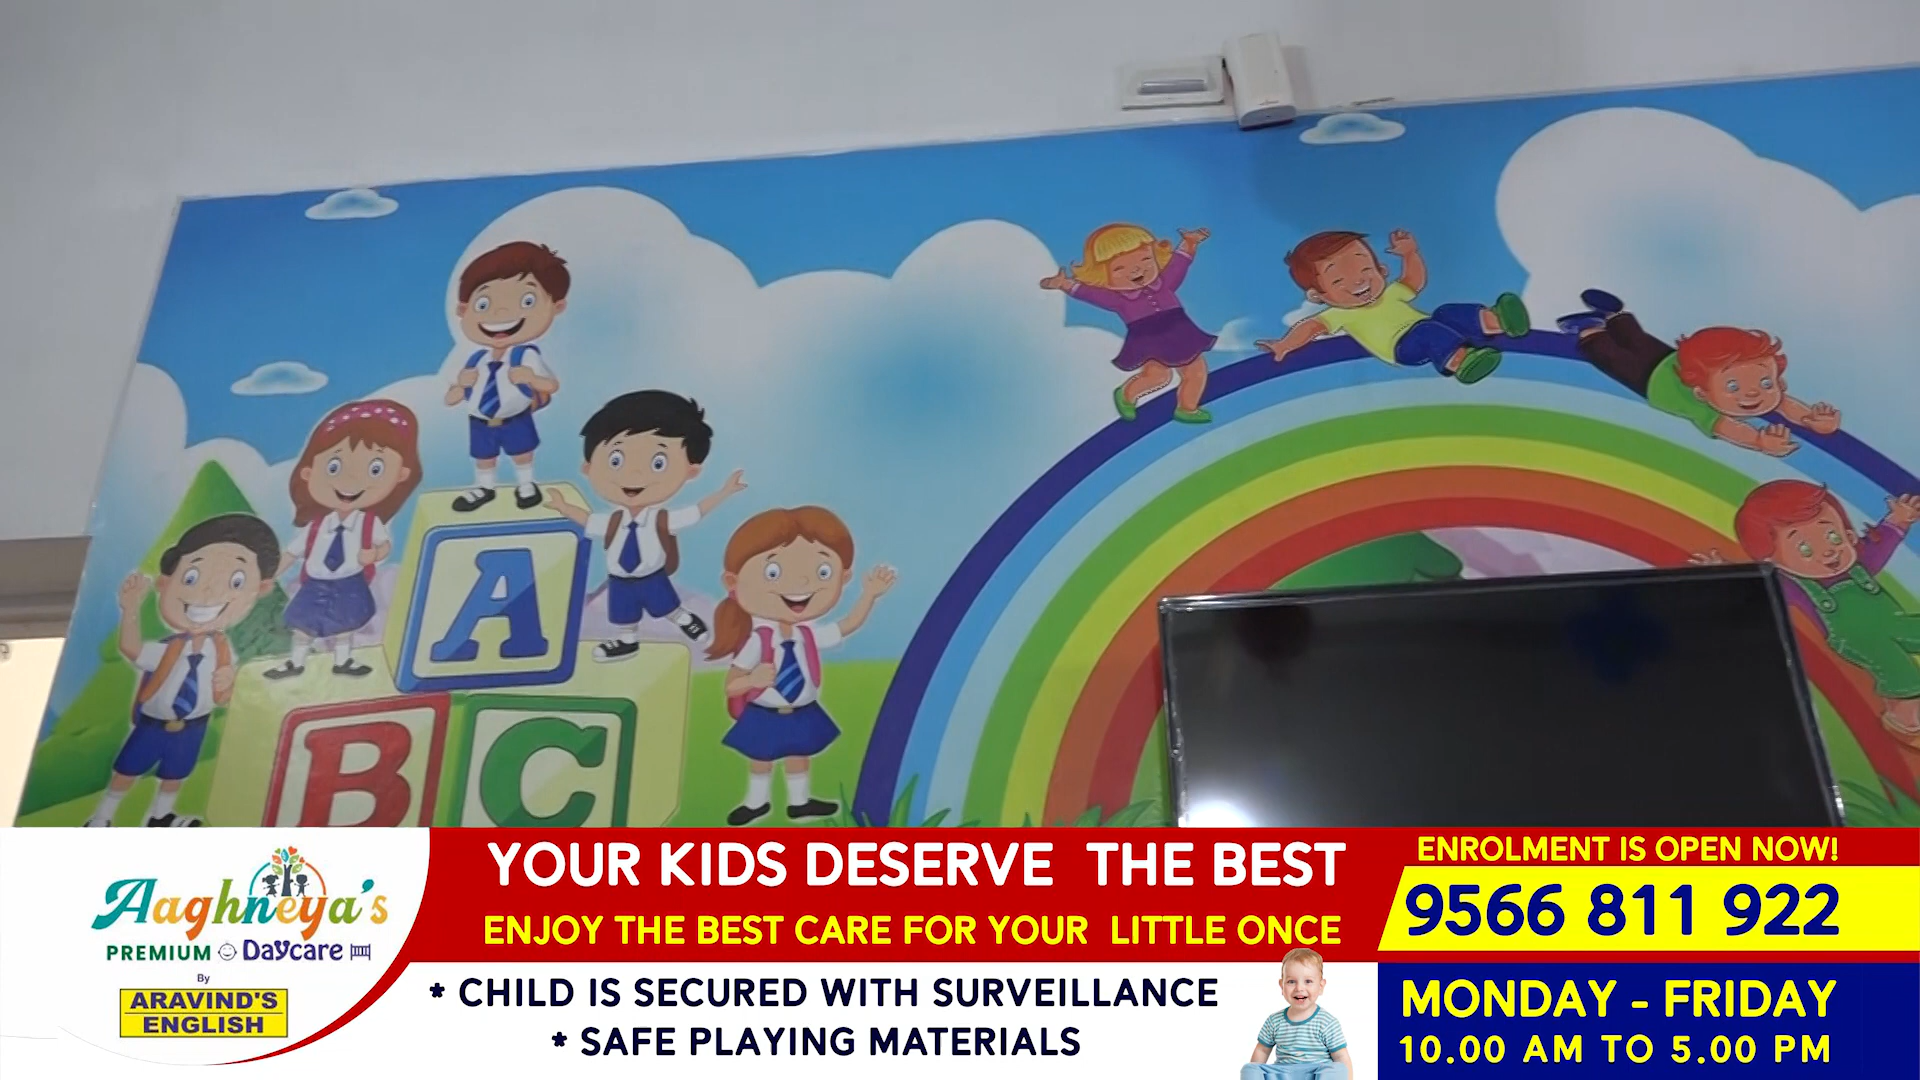 A
B C
Aaghneya's
PREMIUM Daycare
By
ARAVIND'S
ENGLISH
YOUR KIDS DESERVE THE BEST
ENJOY THE BEST CARE FOR YOUR LITTLE ONCE
* CHILD IS SECURED WITH SURVEILLANCE
* SAFE PLAYING MATERIALS
ENROLMENT IS OPEN NOW!
9566 811 922
MONDAY - FRIDAY
10.00 AM TO 5.00 PM